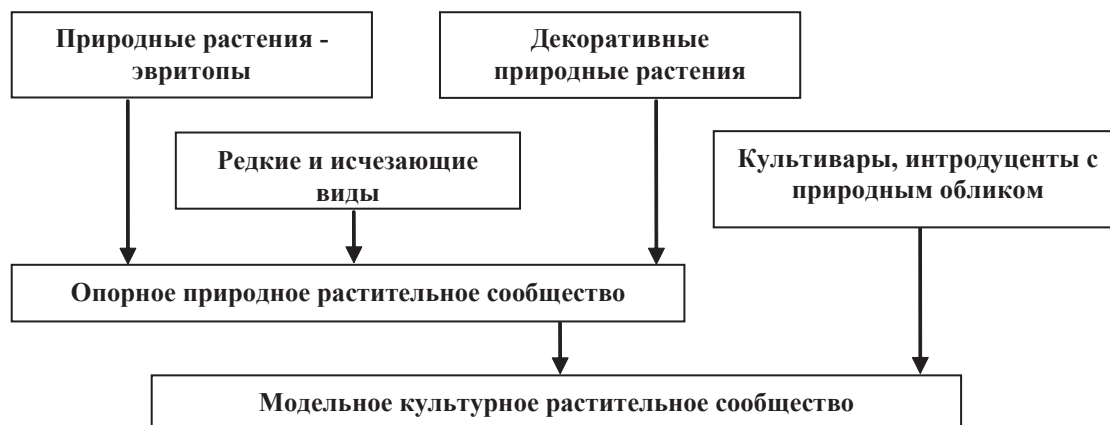 Природные растения -
эвритопы
Декоративные
природные растения
Редкие и исчезающие
виды
Культивары, интродуценты с
природным обликом
Опорное природное растительное сообщество
Модельное культурное растительное сообщество